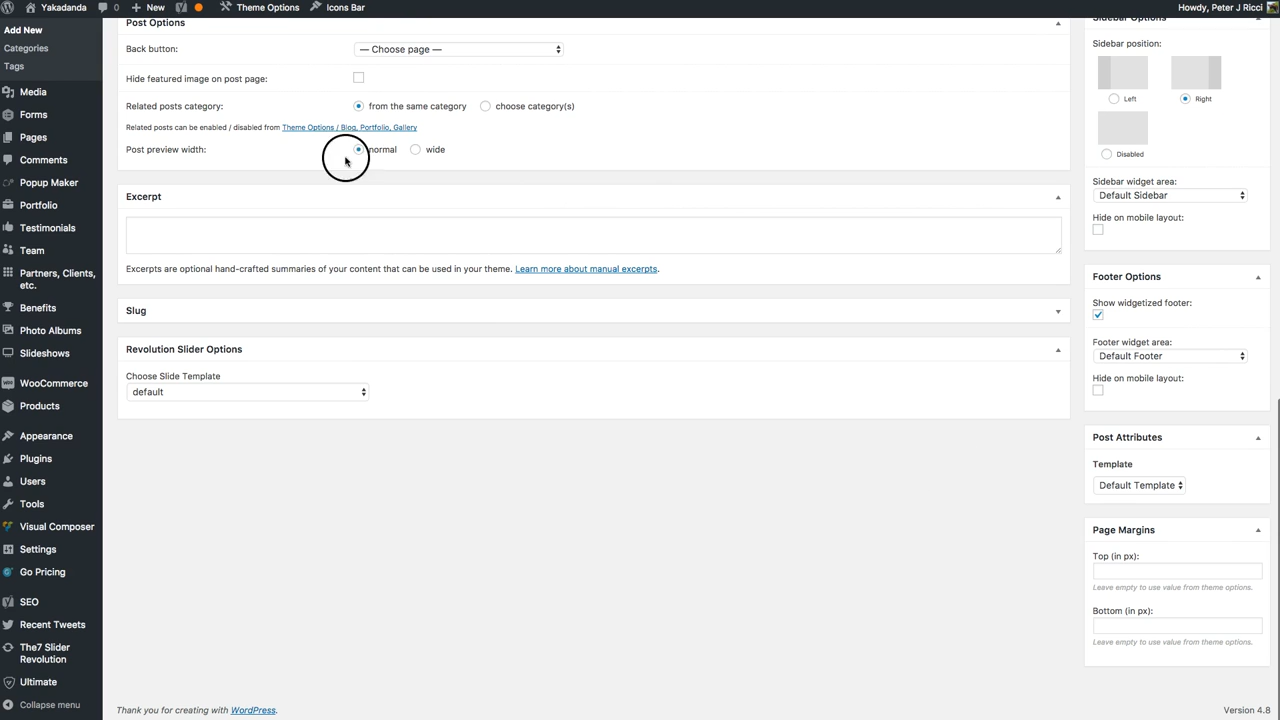 Yakadanda 0 New Theme Options Icons Bar Howdy, Peter J Ricci
Add New
Categories
Tags
Media
Forms
Pages
Comments
Popup Maker
Portfolio
Testimonials
Team
Partners, Clients,
etc.
Benefits
Photo Albums
Slideshows
WooCommerce
Products
Appearance
Plugins
Users
Tools
Visual Composer
Settings
Go Pricing
SEO
Recent Tweets
The7 Slider
Revolution
Ultimate
Collapse menu
Post Options
Back button: — Choose page —
Hide featured image on post page:
Related posts category: from the same category choose category(s)
Related posts can be enabled / disabled from Theme Options / Blog, Portfolio, Gallery
Post preview width: normal wide
Excerpt
Excerpts are optional hand-crafted summaries of your content that can be used in your theme. Learn more about manual excerpts.
Slug
Revolution Slider Options
Choose Slide Template
default
Sidebar Options
Sidebar position:
Left Right
Disabled
Sidebar widget area:
Default Sidebar
Hide on mobile layout:
Footer Options
Show widgetized footer:
Footer widget area:
Default Footer
Hide on mobile layout:
Post Attributes
Template
Default Template
Page Margins
Top (in px):
Leave empty to use value from theme options.
Bottom (in px):
Leave empty to use value from theme options.
Thank you for creating with WordPress. Version 4.8